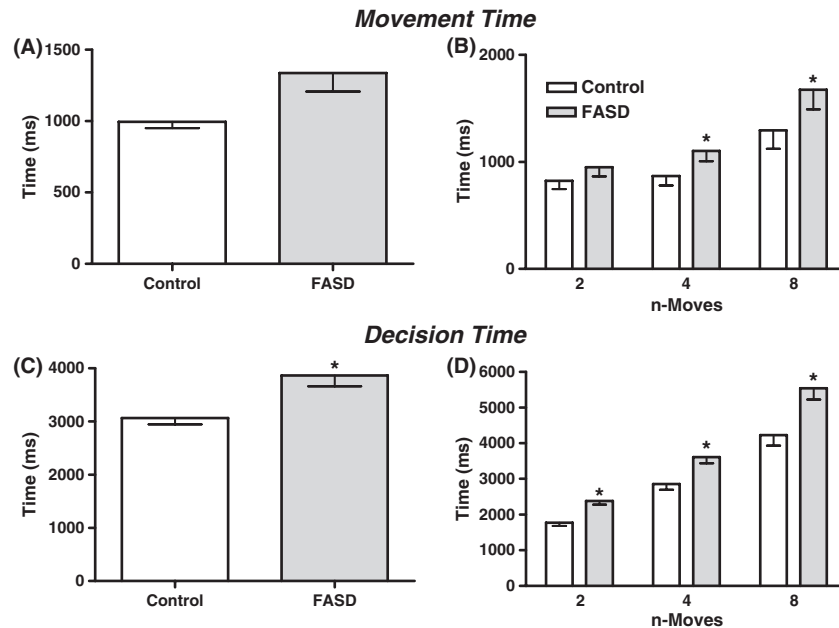 Movement Time
(A)
1500
1000
500
0
Time (ms)
Control
FASD
(B)
2000
1000
0
Time (ms)
Control
FASD
*
*
2
4
8
n-Moves
Decision Time
(C)
4000
3000
2000
1000
0
Time (ms)
*
Control
FASD
(D)
6000
5000
4000
3000
2000
1000
0
Time (ms)
*
*
*
2
4
8
n-Moves